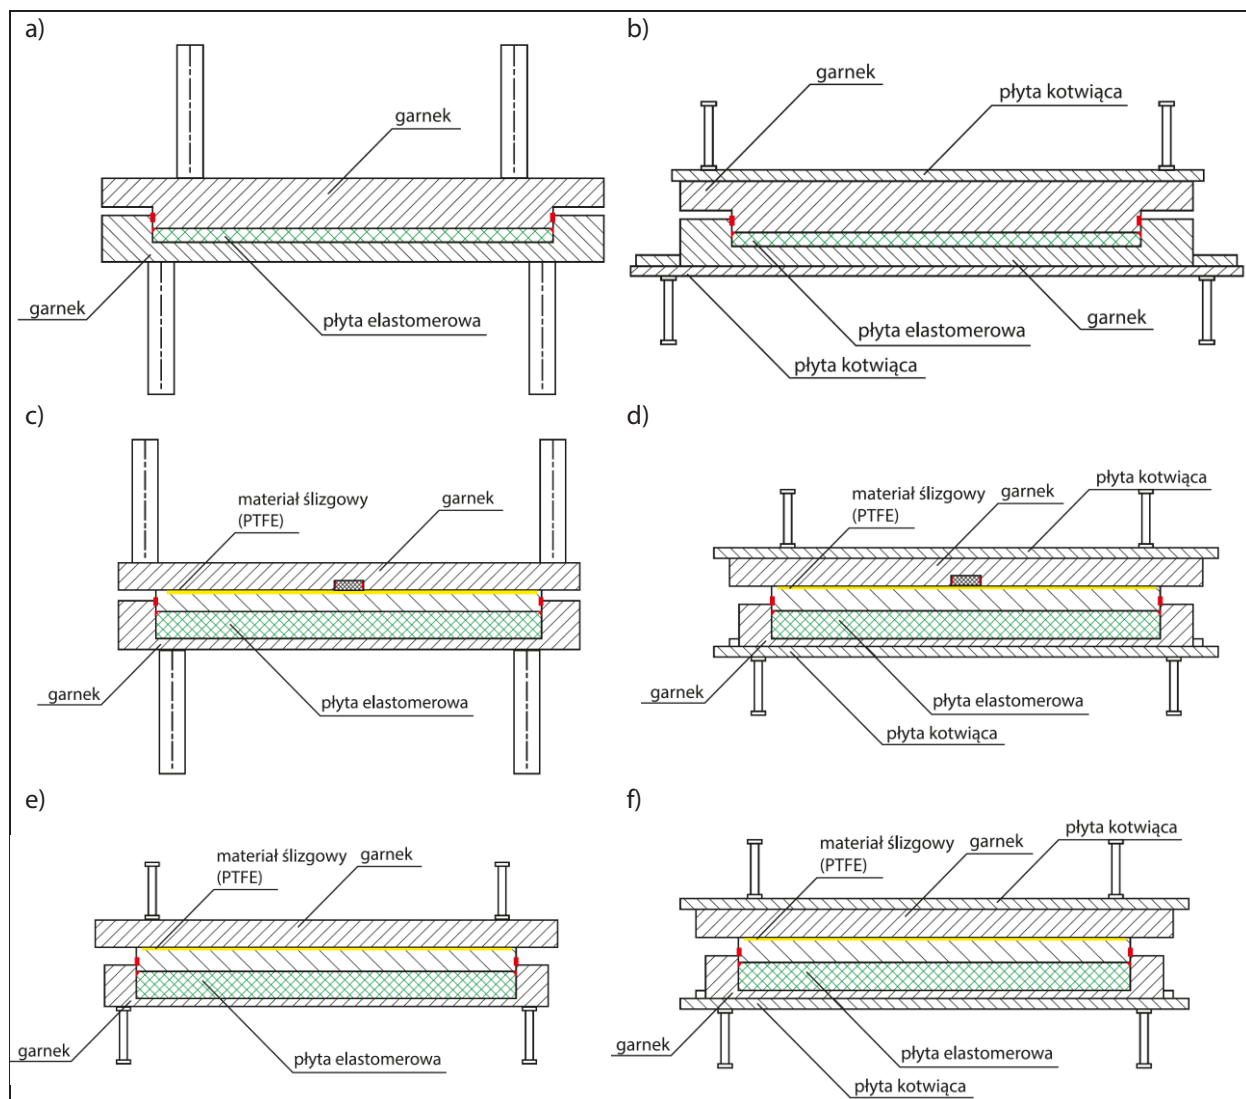 a)
garnek
garnek
płyta elastomerowa
b)
garnek
płyta kotwiąca
płyta elastomerowa
garnek
płyta kotwiąca
c)
materiał ślizgowy
(PTFE)
garnek
garnek
płyta elastomerowa
d)
materiał ślizgowy
(PTFE)
garnek
płyta kotwiąca
garnek
płyta elastomerowa
płyta kotwiąca
e)
materiał ślizgowy
(PTFE)
garnek
garnek
płyta elastomerowa
f)
materiał ślizgowy
(PTFE)
garnek
płyta kotwiąca
garnek
płyta elastomerowa
płyta kotwiąca